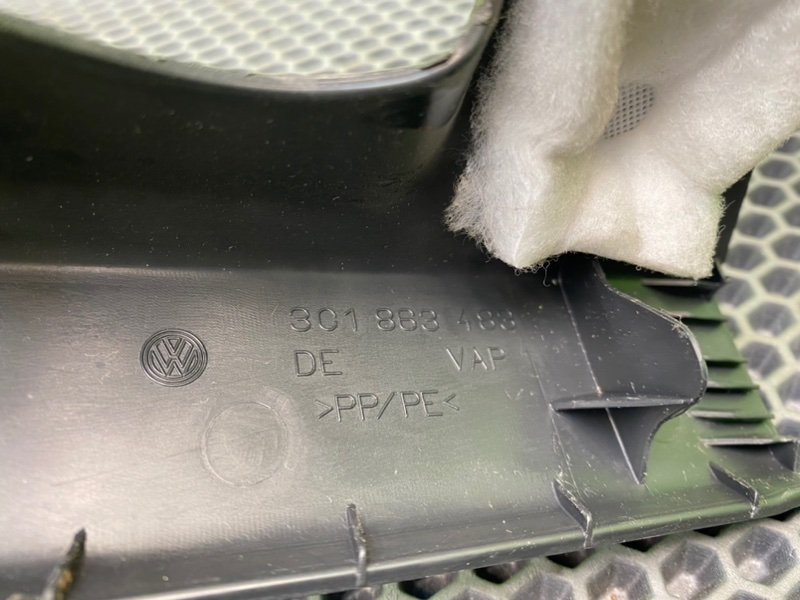 3C1 863 483
DE VAP
>PP/PE<